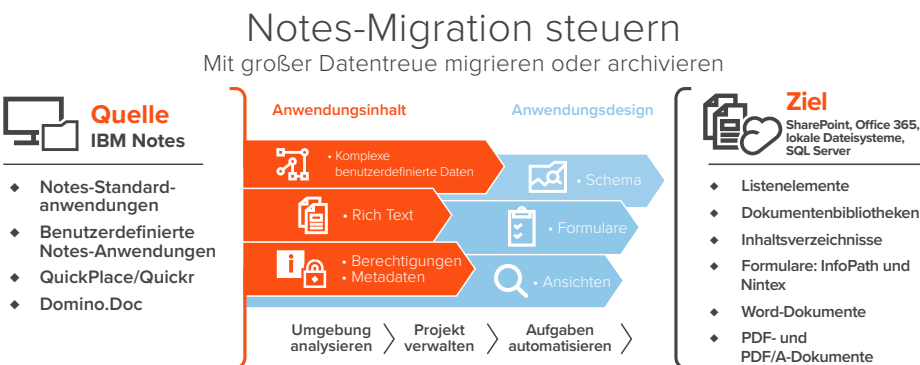 Notes-Migration steuern
Mit großer Datentreue migrieren oder archivieren
Quelle
IBM Notes
◆ Notes-Standard-
anwendungen
◆ Benutzerdefinierte
Notes-Anwendungen
◆ QuickPlace/Quickr
◆ Domino.Doc
Anwendungsinhalt
Anwendungsdesign
• Komplexe
benutzerdefinierte Daten
• Schema
• Rich Text
• Formulare
• Berechtigungen
• Metadaten
• Ansichten
Umgebung
analysieren
Projekt
verwalten
Aufgaben
automatisieren
Ziel
SharePoint, Office 365,
lokale Dateisysteme,
SQL Server
◆ Listenelemente
◆ Dokumentenbibliotheken
◆ Inhaltsverzeichnisse
◆ Formulare: InfoPath und
Nintex
◆ Word-Dokumente
◆ PDF- und
PDF/A-Dokumente